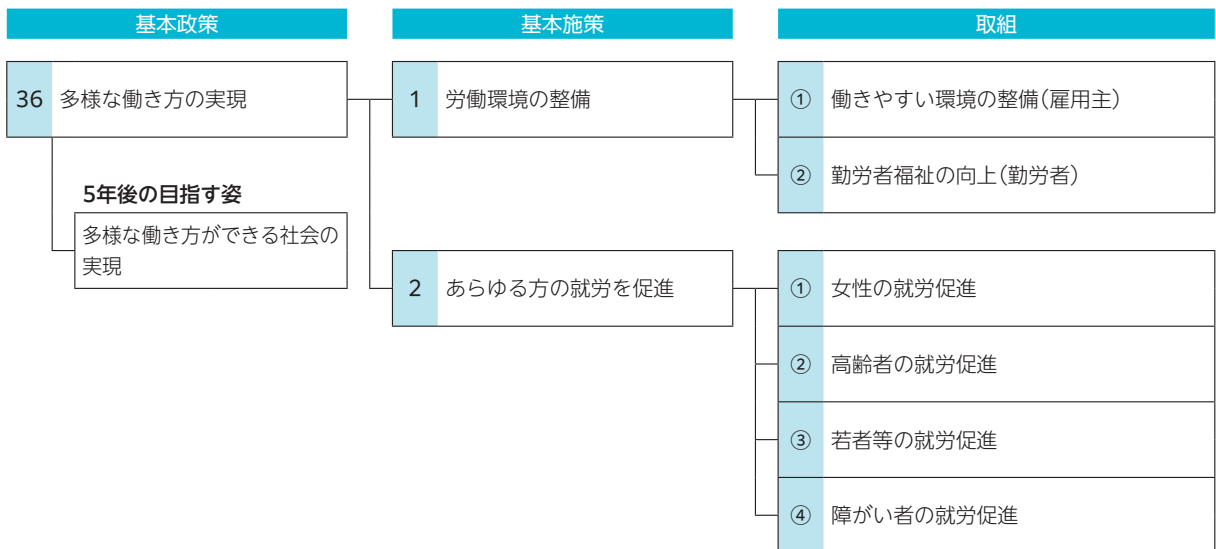 基本政策
基本施策
取組
36 多様な働き方の実現
5年後の目指す姿
多様な働き方ができる社会の
実現
1 労働環境の整備
① 働きやすい環境の整備(雇用主)
② 勤労者福祉の向上(勤労者)
2 あらゆる方の就労を促進
① 女性の就労促進
② 高齢者の就労促進
③ 若者等の就労促進
④ 障がい者の就労促進